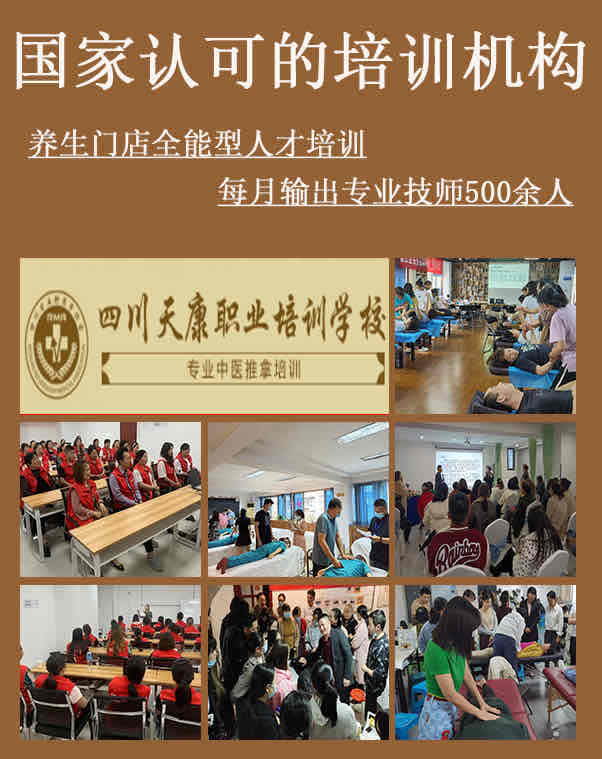 国家认可的培训机构
养生门店全能型人才培训
每月输出专业技师500余人
四川天康职业培训学校
专业中医推拿培训